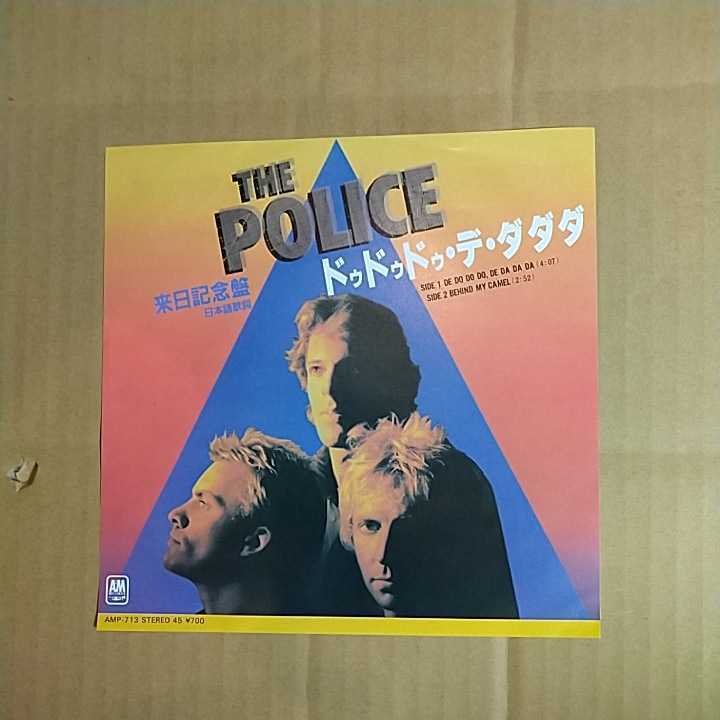 THE
POLICE
ドゥドゥドゥ・デ・ダダダ
SIDE 1 DE DO DO DO, DE DA DA DA (4:07)
SIDE 2 BEHIND MY CAMEL (2:52)
来日記念盤
日本語歌詞
A&M
AMP-713 STEREO 45 ¥700